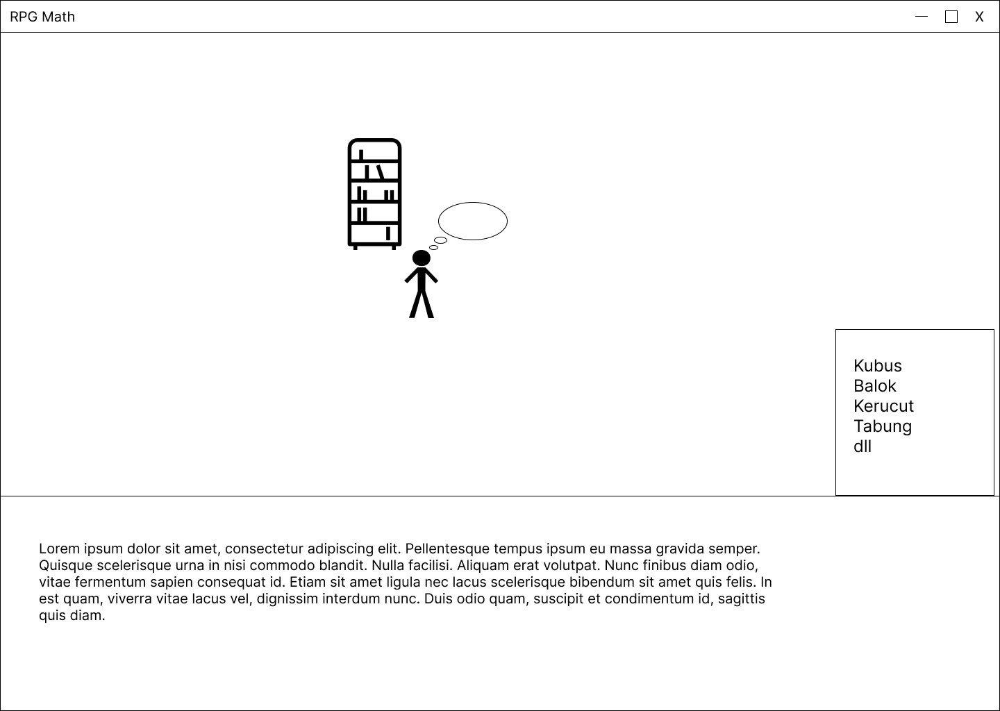 RPG Math
X
Kubus
Balok
Kerucut
Tabung
dll
Lorem ipsum dolor sit amet, consectetur adipiscing elit. Pellentesque tempus ipsum eu massa gravida semper.
Quisque scelerisque urna in nisi commodo blandit. Nulla facilisi. Aliquam erat volutpat. Nunc finibus diam odio,
vitae fermentum sapien consequat id. Etiam sit amet ligula nec lacus scelerisque bibendum sit amet quis felis. In
est quam, viverra vitae lacus vel, dignissim interdum nunc. Duis odio quam, suscipit et condimentum id, sagittis
quis diam.